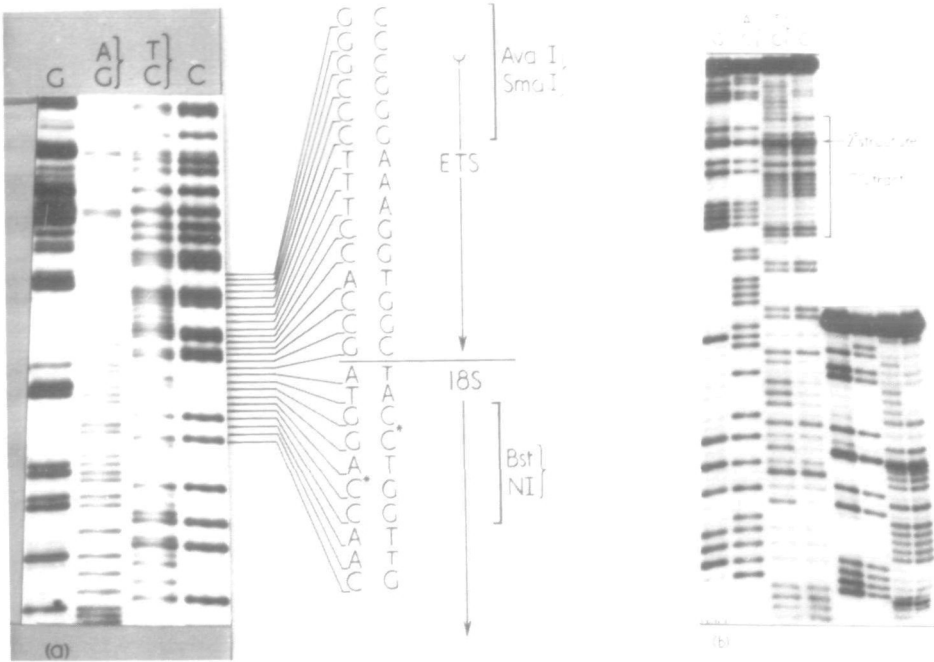 G
A
G}
T
C}
C
G C
G C
G C
C G
C G
C G
T A
T A
T A
C G
C G
A T
C G
C G
C G
A T
T A
G C
G C*
A T
C* G
C G
A T
A T
C G
ETS
18S
Ava I,
Sma I,
Bst
NI}
(a)
(b)